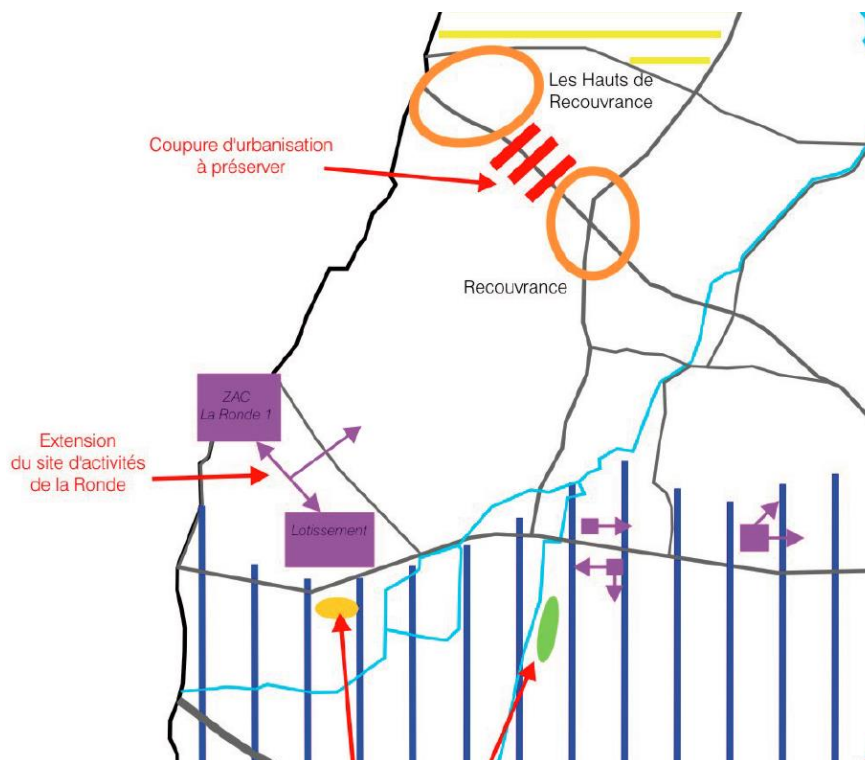 Les Hauts de
Recouvrance
Coupure d'urbanisation
à préserver
Recouvrance
ZAC
La Ronde 1
Extension
du site d'activités
de la Ronde
Lotissement